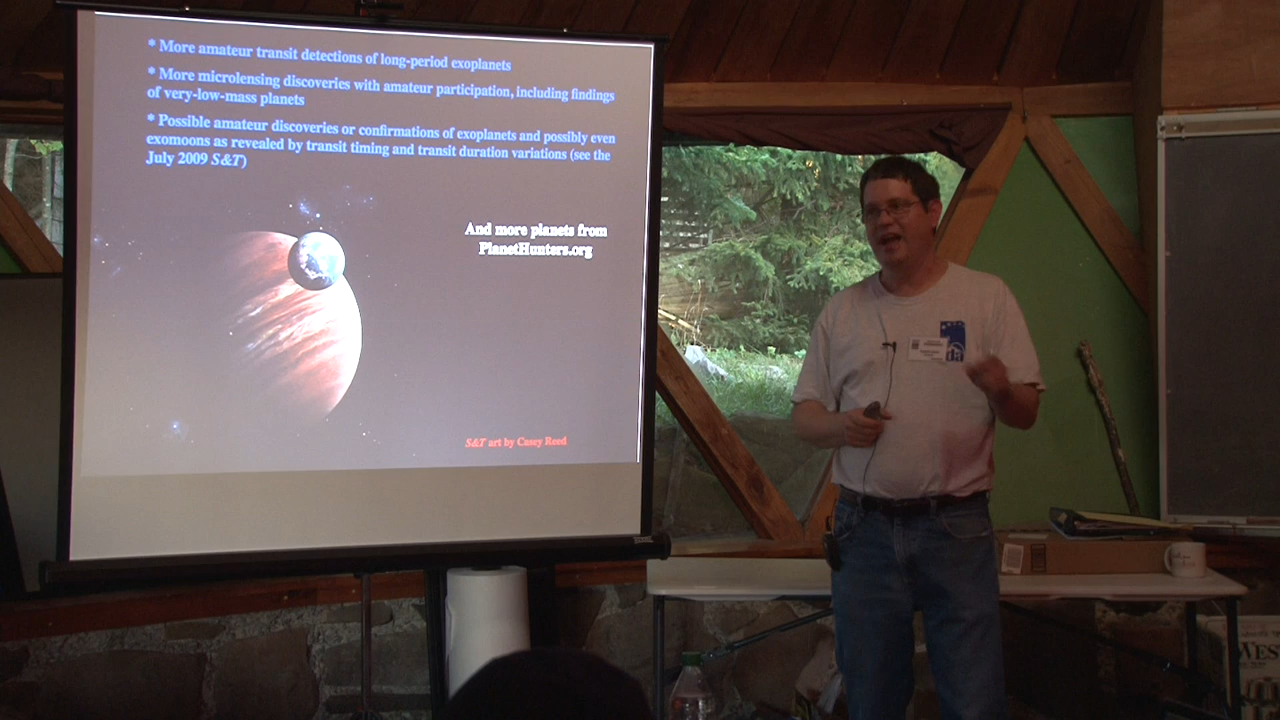 * More amateur transit detections of long-period exoplanets
* More microlensing discoveries with amateur participation, including findings
of very-low-mass planets
* Possible amateur discoveries or confirmations of exoplanets and possibly even
exomoons as revealed by transit timing and transit duration variations (see the
July 2009 S&T)
And more planets from
PlanetHunters.org
S&T art by Casey Reed